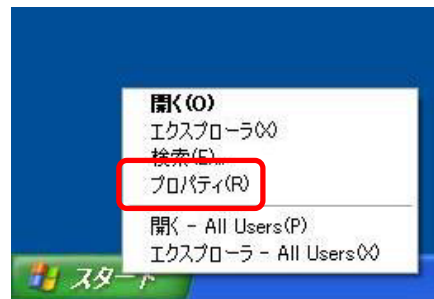 開く(O)
エクスプローラ(X)
検索(E)...
プロパティ(R)
開く - All Users(P)
エクスプローラ - All Users(X)
スタート